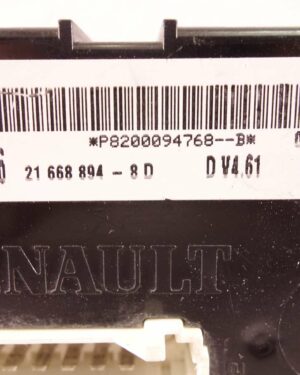 *P8200094768--B*
21 668 894 - 8 D D V4.61
NAULT